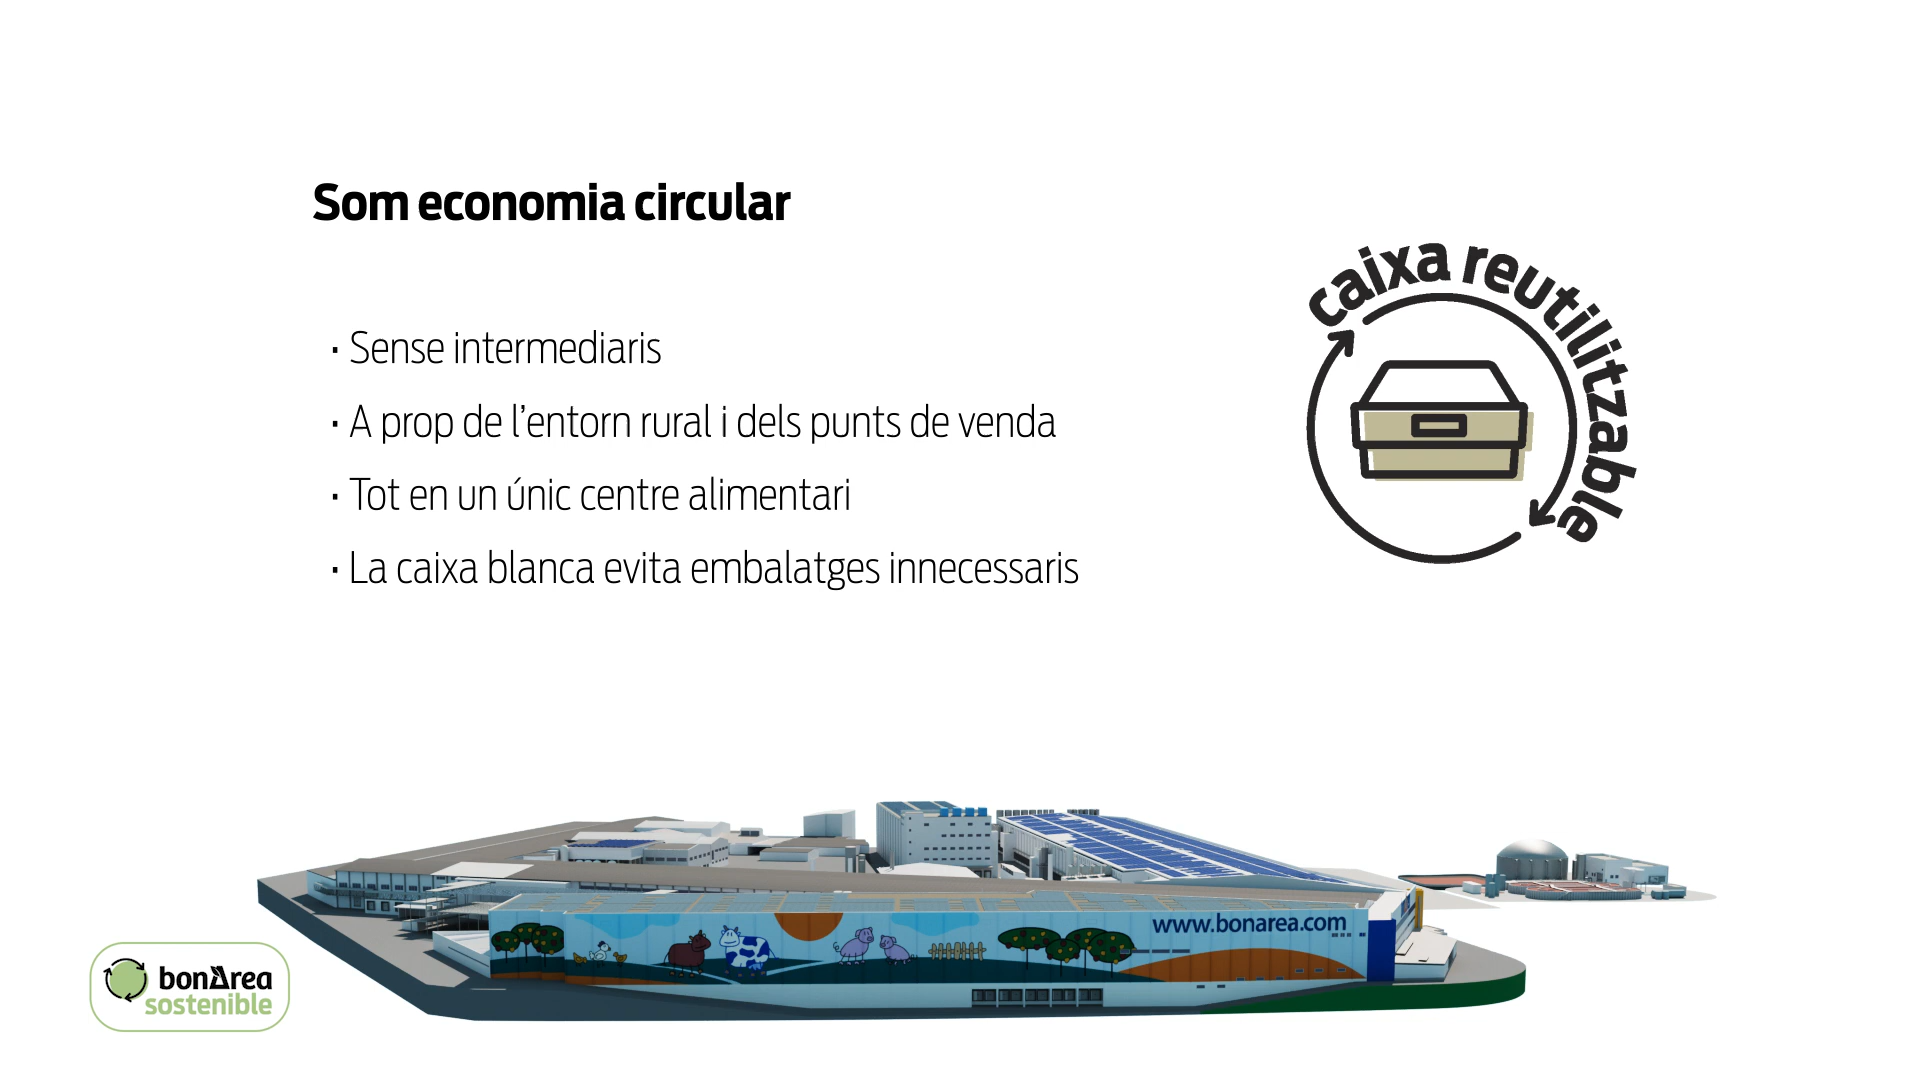 Som economia circular
· Sense intermediaris
· A prop de l’entorn rural i dels punts de venda
· Tot en un únic centre alimentari
· La caixa blanca evita embalatges innecessaris
caixa reutilitzable
www.bonarea.com
bonÀrea
sostenible